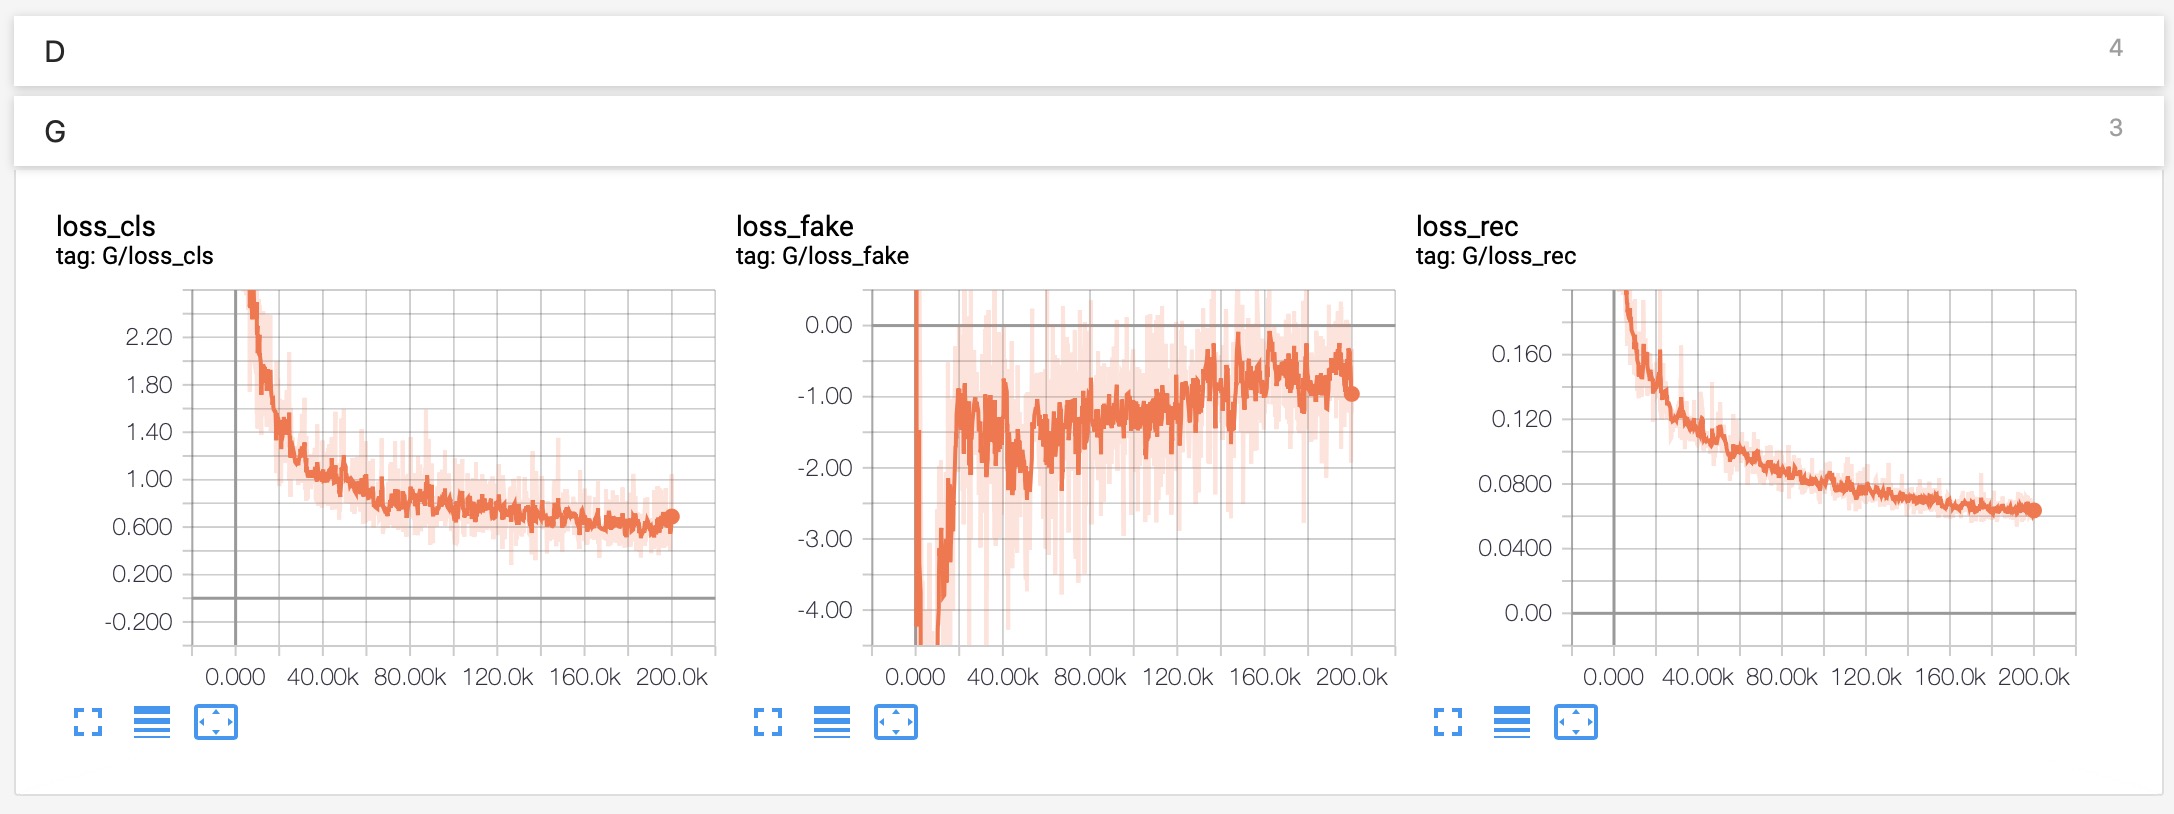 D 4
G 3
loss_cls
tag: G/loss_cls
2.20
1.80
1.40
1.00
0.600
0.200
-0.200
0.000 40.00k 80.00k 120.0k 160.0k 200.0k
loss_fake
tag: G/loss_fake
0.00
-1.00
-2.00
-3.00
-4.00
0.000 40.00k 80.00k 120.0k 160.0k 200.0k
loss_rec
tag: G/loss_rec
0.160
0.120
0.0800
0.0400
0.00
0.000 40.00k 80.00k 120.0k 160.0k 200.0k